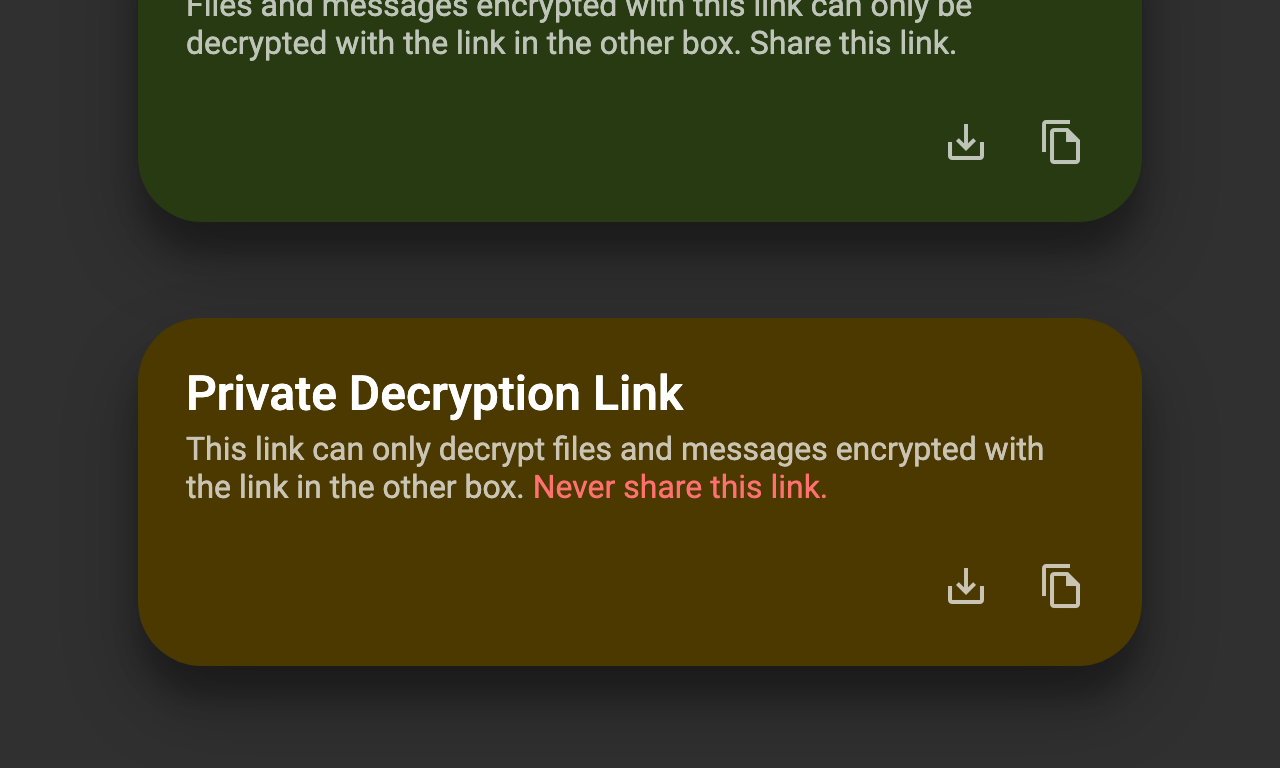 Files and messages encrypted with this link can only be
decrypted with the link in the other box. Share this link.
Private Decryption Link
This link can only decrypt files and messages encrypted with
the link in the other box. Never share this link.